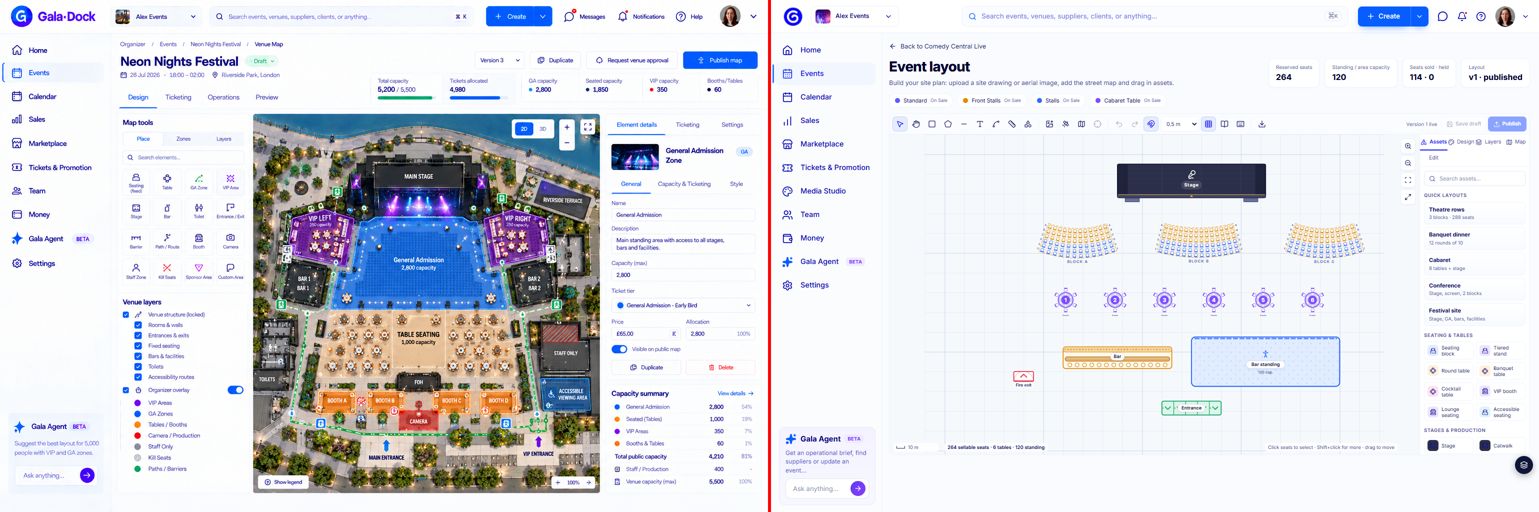 Gala·Dock
Alex Events
Search events, venues, suppliers, clients, or anything...
⌘ K
+ Create
Messages
Notifications
Help
Home
Events
Calendar
Sales
Marketplace
Tickets & Promotion
Team
Money
Gala Agent BETA
Settings
Gala Agent BETA
Suggest the best layout for 5,000
people with VIP and GA zones.
Ask anything...
Organizer / Events / Neon Nights Festival / Venue Map
Neon Nights Festival
Draft
26 Jul 2026 · 18:00 – 02:00
Riverside Park, London
Version 3
Duplicate
Request venue approval
Publish map
Design
Ticketing
Operations
Preview
Total capacity
5,200 / 5,500
Tickets allocated
4,980
GA capacity
2,800
Seated capacity
1,850
VIP capacity
350
Booths/Tables
60
Map tools
Place
Zones
Layers
Search elements...
Seating
(fixed)
Table
GA Zone
VIP Area
Stage
Bar
Toilet
Entrance / Exit
Barrier
Path / Route
Booth
Camera
Staff Zone
Kill Seats
Sponsor Area
Custom Area
Venue layers
Venue structure (locked)
Rooms & walls
Entrances & exits
Fixed seating
Bars & facilities
Toilets
Accessibility routes
Organizer overlay
VIP Areas
GA Zones
Tables / Booths
Camera / Production
Staff Only
Kill Seats
Paths / Barriers
2D
3D
+
−
MAIN STAGE
RIVERSIDE TERRACE
VIP LEFT
250 capacity
VIP RIGHT
General Admission
2,800 capacity
BAR 1
BAR 1
BAR 2
BAR 2
TABLE SEATING
1,000 capacity
STAFF ONLY
TOILETS
FOH
BOOTH A
BOOTH B
BOOTH C
BOOTH D
CAMERA
ACCESSIBLE
VIEWING AREA
MAIN ENTRANCE
VIP ENTRANCE
Show legend
+ 100%
Element details
Ticketing
Settings
General Admission
Zone
GA
General
Capacity & Ticketing
Style
Name
General Admission
Description
Main standing area with access to all stages,
bars and facilities.
Capacity (max)
2,800
Ticket tier
General Admission - Early Bird
Price
Allocation
£65.00
2,800
100%
Visible on public map
Duplicate
Delete
Capacity summary
View details →
General Admission 2,800 54%
Seated (Tables) 1,000 19%
VIP Areas 350 7%
Booths & Tables 60 1%
Total public capacity 4,210 81%
Staff / Production 400 -
Venue capacity (max) 5,500
Alex Events
Search events, venues, suppliers, clients, or anything...
⌘K
+ Create
Home
Events
Calendar
Sales
Marketplace
Tickets & Promotion
Media Studio
Team
Money
Gala Agent BETA
Settings
Gala Agent BETA
Get an operational brief, find
suppliers or update an
event...
Ask anything...
← Back to Comedy Central Live
Event layout
Build your site plan: upload a site drawing or aerial image, add the street map and drag in assets.
Reserved seats
264
Standing / area capacity
120
Seats sold · held
114 · 0
Layout
v1 · published
Standard On Sale
Front Stalls On Sale
Stalls On Sale
Cabaret Table On Sale
0.5 m
Version 1 live
Save draft
Publish
Stage
BLOCK A
BLOCK B
BLOCK C
1
2
3
4
5
6
Bar
Bar standing
Fire exit
Entrance
10 m
264 sellable seats · 6 tables · 120 standing
Click seats to select · Shift+click for more · drag to move
Assets
Design
Layers
Map
Edit
Search assets...
QUICK LAYOUTS
Theatre rows
3 blocks · 288 seats
Banquet dinner
12 rounds of 10
Cabaret
8 tables + stage
Conference
Stage, screen, 2 blocks
Festival site
Stage, GA, bars, facilities
SEATING & TABLES
Seating
block
Tiered
stand
Round table
Banquet
table
Cocktail
table
VIP booth
Lounge
seating
Accessible
seating
STAGES & PRODUCTION
Stage
Catwalk